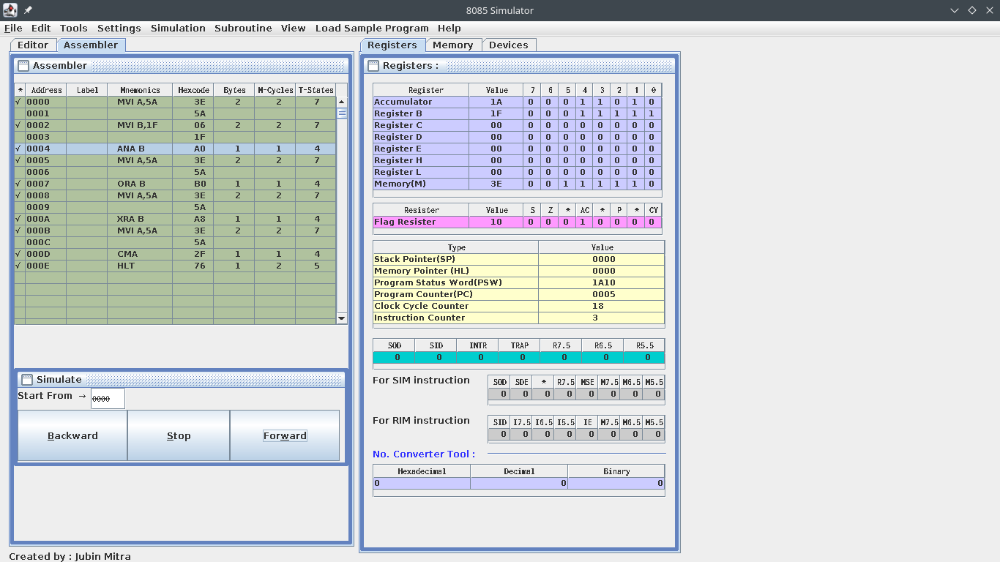 8085 Simulator
File Edit Tools Settings Simulation Subroutine View Load Sample Program Help
Editor Assembler
Assembler
* Address Label Mnemonics Hexcode Bytes M-Cycles T-States
√ 0000 MVI A,5A 3E 2 2 7
0001 5A
√ 0002 MVI B,1F 06 2 2 7
0003 1F
√ 0004 ANA B A0 1 1 4
√ 0005 MVI A,5A 3E 2 2 7
0006 5A
√ 0007 ORA B B0 1 1 4
√ 0008 MVI A,5A 3E 2 2 7
0009 5A
√ 000A XRA B A8 1 1 4
√ 000B MVI A,5A 3E 2 2 7
000C 5A
√ 000D CMA 2F 1 1 4
√ 000E HLT 76 1 2 5
Simulate
Start From → 0000
Backward Stop Forward
Registers Memory Devices
Registers :
Register Value 7 6 5 4 3 2 1 0
Accumulator 1A 0 0 0 1 1 0 1 0
Register B 1F 0 0 0 1 1 1 1 1
Register C 00 0 0 0 0 0 0 0 0
Register D 00 0 0 0 0 0 0 0 0
Register E 00 0 0 0 0 0 0 0 0
Register H 00 0 0 0 0 0 0 0 0
Register L 00 0 0 0 0 0 0 0 0
Memory(M) 3E 0 0 1 1 1 1 1 0
Resister Value S Z * AC * P * CY
Flag Resister 10 0 0 0 1 0 0 0 0
Type Value
Stack Pointer(SP) 0000
Memory Pointer (HL) 0000
Program Status Word(PSW) 1A10
Program Counter(PC) 0005
Clock Cycle Counter 18
Instruction Counter 3
SOD SID INTR TRAP R7.5 R6.5 R5.5
0 0 0 0 0 0 0
For SIM instruction
SOD SDE * R7.5 MSE M7.5 M6.5 M5.5
0 0 0 0 0 0 0 0
For RIM instruction
SID I7.5 I6.5 I5.5 IE M7.5 M6.5 M5.5
0 0 0 0 0 0 0 0
No. Converter Tool :
Hexadecimal Decimal Binary
0 0 0
Created by : Jubin Mitra